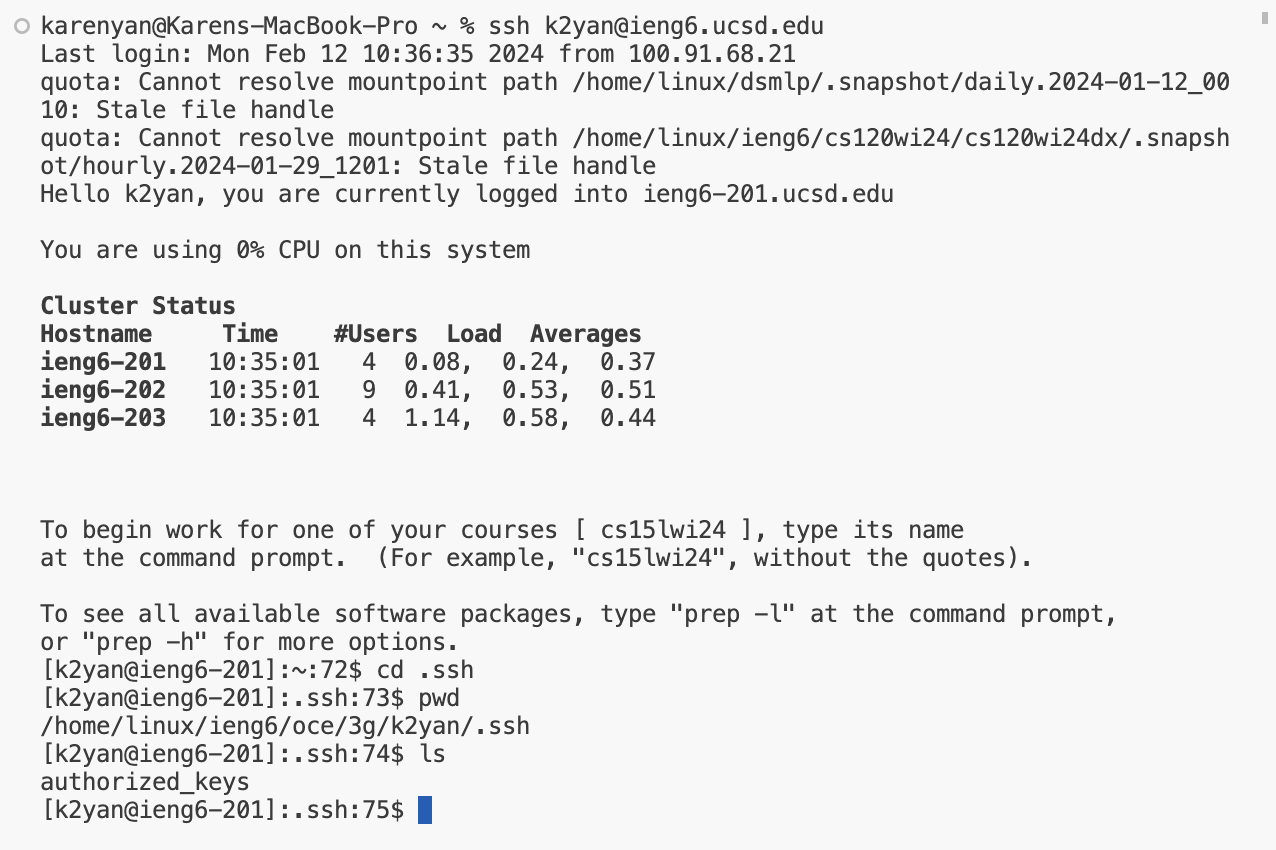 karenyan@Karens-MacBook-Pro ~ % ssh k2yan@ieng6.ucsd.edu
Last login: Mon Feb 12 10:36:35 2024 from 100.91.68.21
quota: Cannot resolve mountpoint path /home/linux/dsmlp/.snapshot/daily.2024-01-12_00
10: Stale file handle
quota: Cannot resolve mountpoint path /home/linux/ieng6/cs120wi24/cs120wi24dx/.snapsh
ot/hourly.2024-01-29_1201: Stale file handle
Hello k2yan, you are currently logged into ieng6-201.ucsd.edu

You are using 0% CPU on this system

Cluster Status
Hostname     Time    #Users  Load  Averages
ieng6-201   10:35:01   4  0.08,  0.24,  0.37
ieng6-202   10:35:01   9  0.41,  0.53,  0.51
ieng6-203   10:35:01   4  1.14,  0.58,  0.44

To begin work for one of your courses [ cs15lwi24 ], type its name
at the command prompt.  (For example, "cs15lwi24", without the quotes).

To see all available software packages, type "prep -l" at the command prompt,
or "prep -h" for more options.
[k2yan@ieng6-201]:~:72$ cd .ssh
[k2yan@ieng6-201]:.ssh:73$ pwd
/home/linux/ieng6/oce/3g/k2yan/.ssh
[k2yan@ieng6-201]:.ssh:74$ ls
authorized_keys
[k2yan@ieng6-201]:.ssh:75$